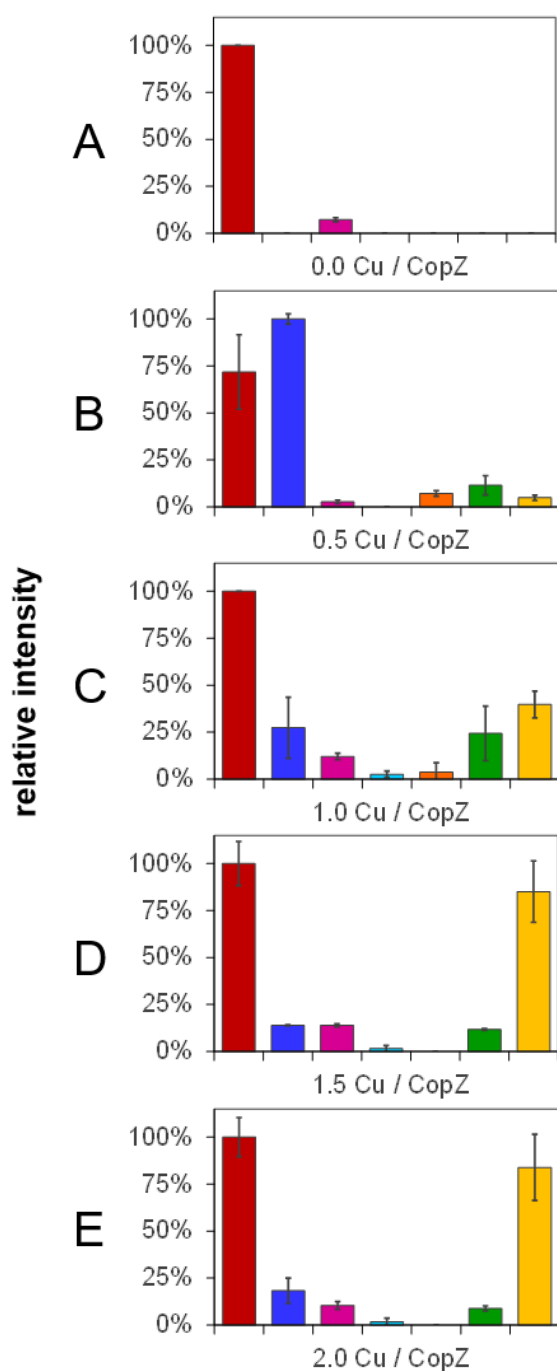 relative intensity
A
100%
75%
50%
25%
0%
0.0 Cu / CopZ
B
100%
75%
50%
25%
0%
0.5 Cu / CopZ
C
100%
75%
50%
25%
0%
1.0 Cu / CopZ
D
100%
75%
50%
25%
0%
1.5 Cu / CopZ
E
100%
75%
50%
25%
0%
2.0 Cu / CopZ